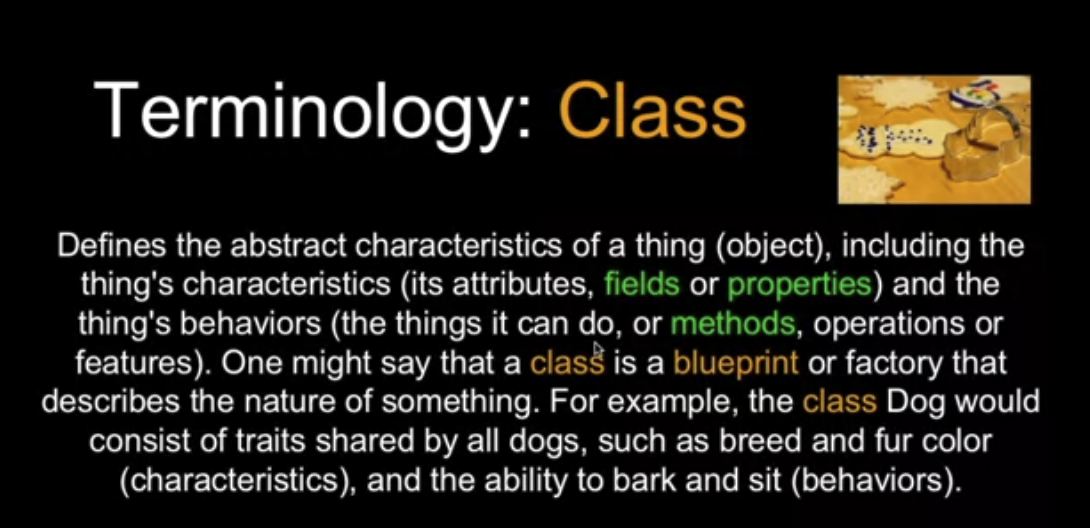 Terminology: Class
Defines the abstract characteristics of a thing (object), including the
thing's characteristics (its attributes, fields or properties) and the
thing's behaviors (the things it can do, or methods, operations or
features). One might say that a class is a blueprint or factory that
describes the nature of something. For example, the class Dog would
consist of traits shared by all dogs, such as breed and fur color
(characteristics), and the ability to bark and sit (behaviors).